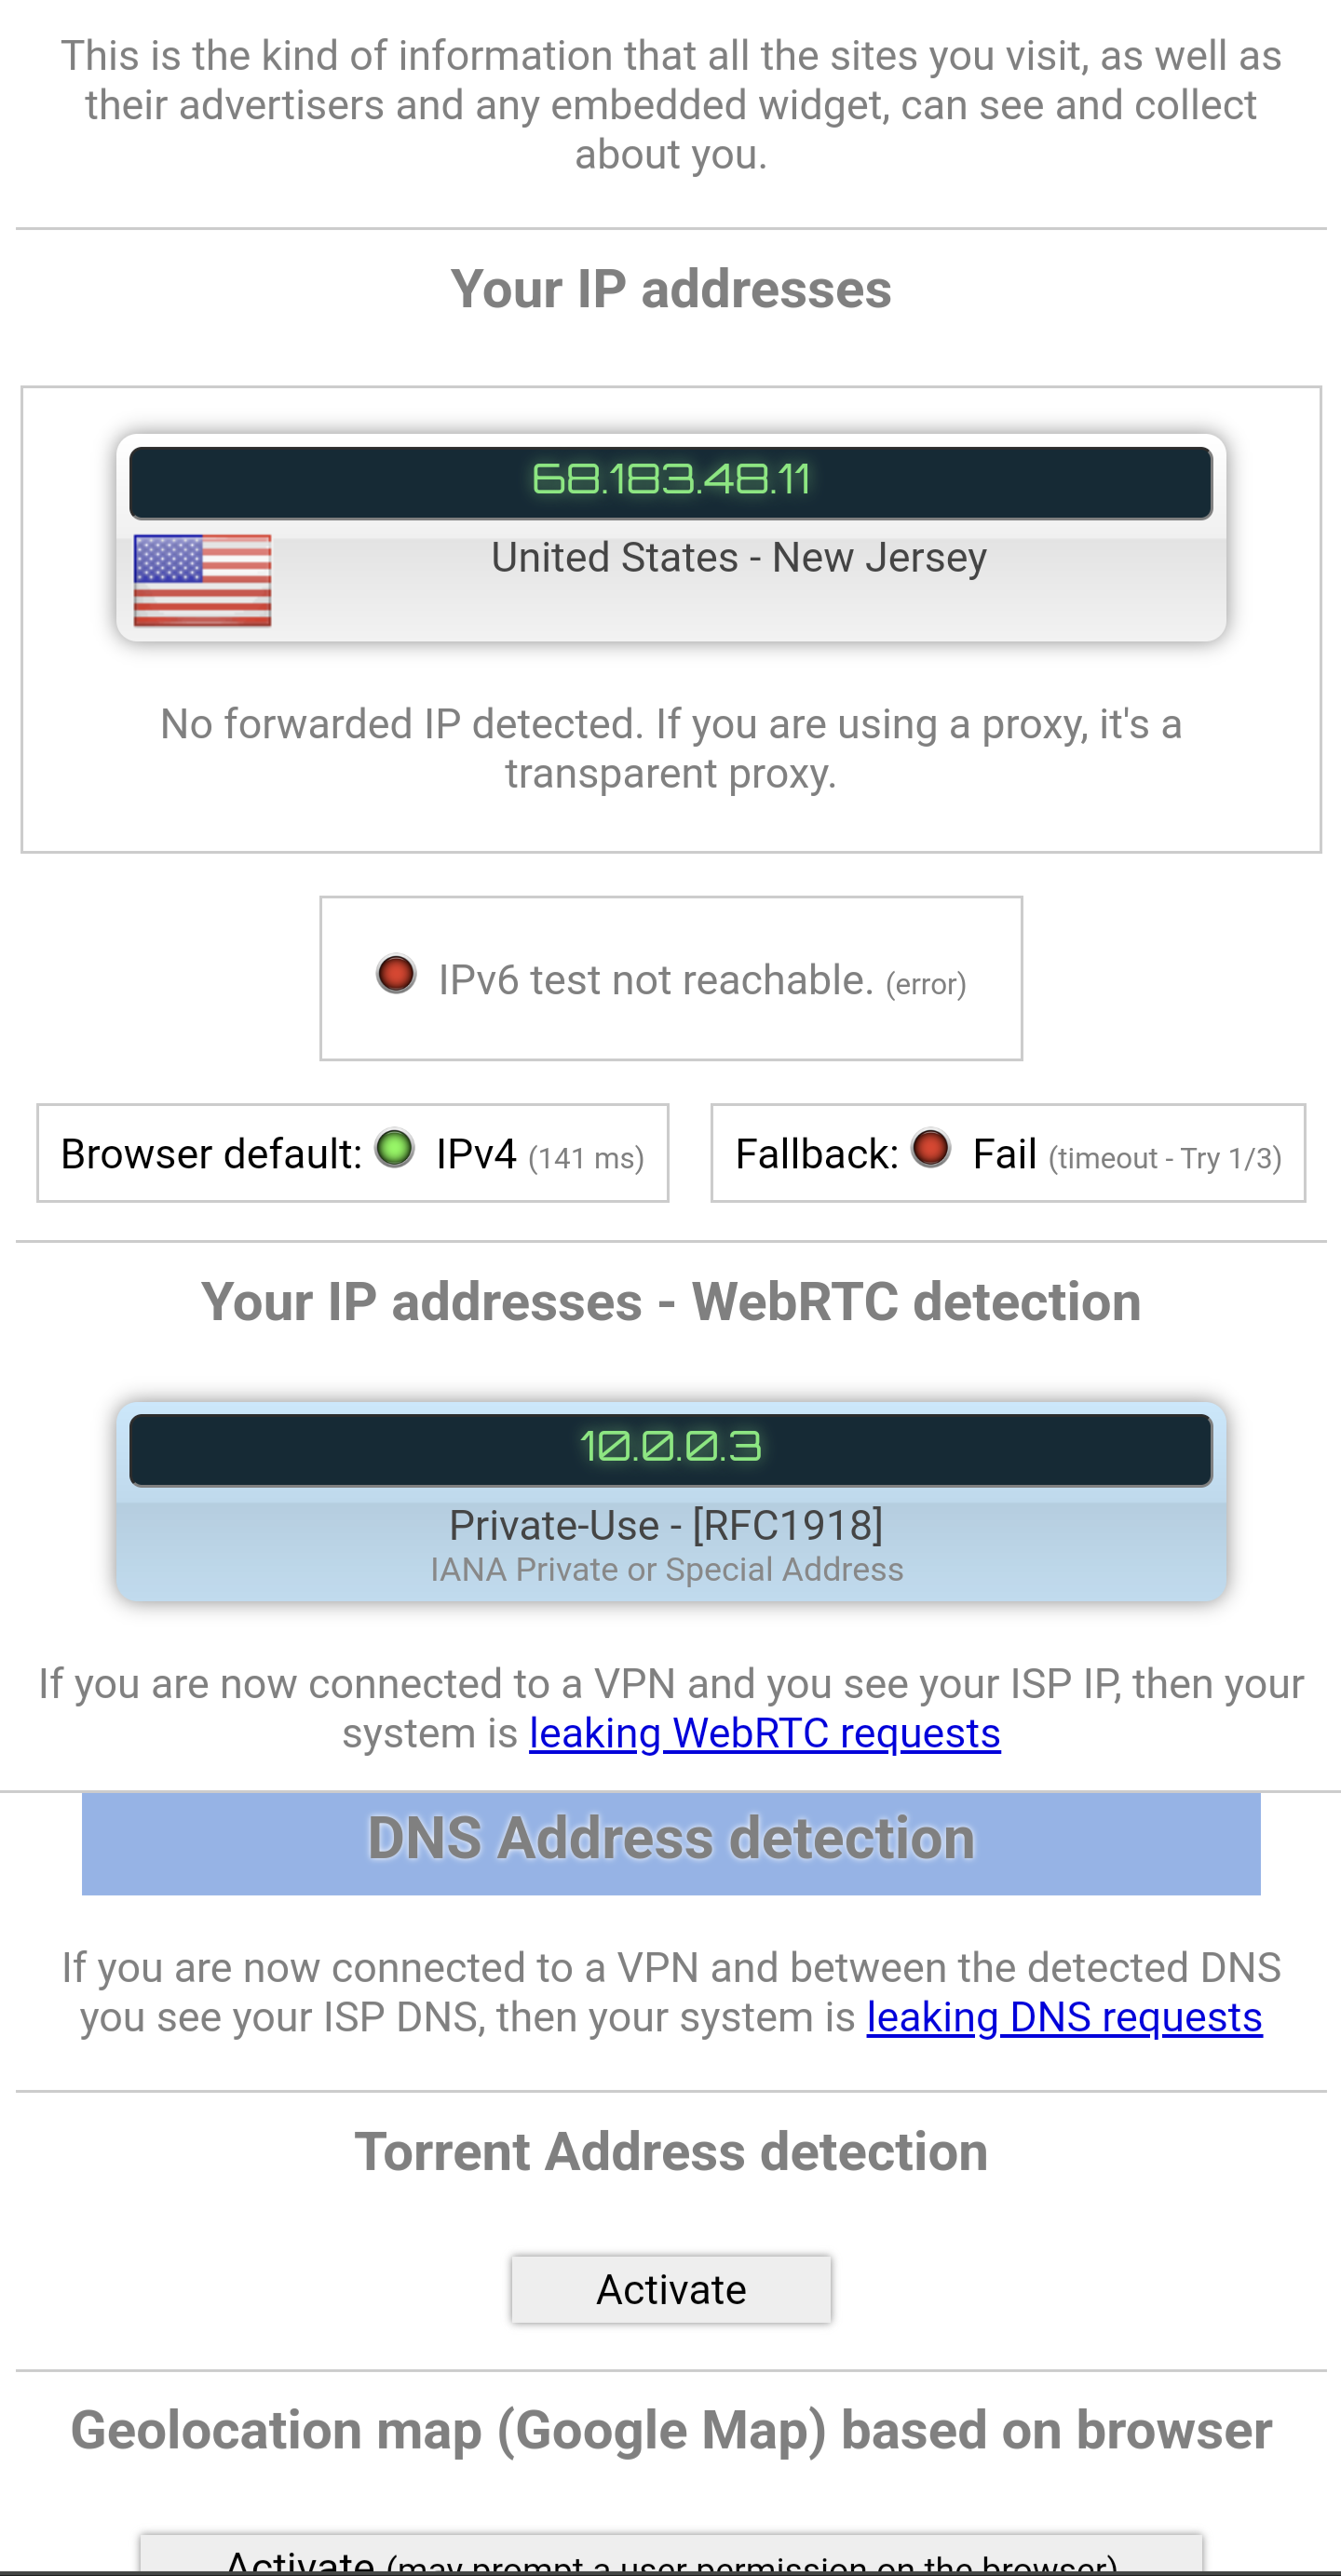 This is the kind of information that all the sites you visit, as well as
their advertisers and any embedded widget, can see and collect
about you.
Your IP addresses
68.183.48.11
United States - New Jersey
No forwarded IP detected. If you are using a proxy, it's a
transparent proxy.
IPv6 test not reachable. (error)
Browser default: IPv4 (141 ms)
Fallback: Fail (timeout - Try 1/3)
Your IP addresses - WebRTC detection
10.0.0.3
Private-Use - [RFC1918]
IANA Private or Special Address
If you are now connected to a VPN and you see your ISP IP, then your
system is leaking WebRTC requests
DNS Address detection
If you are now connected to a VPN and between the detected DNS
you see your ISP DNS, then your system is leaking DNS requests
Torrent Address detection
Activate
Geolocation map (Google Map) based on browser
Activate (may prompt a user permission on the browser)